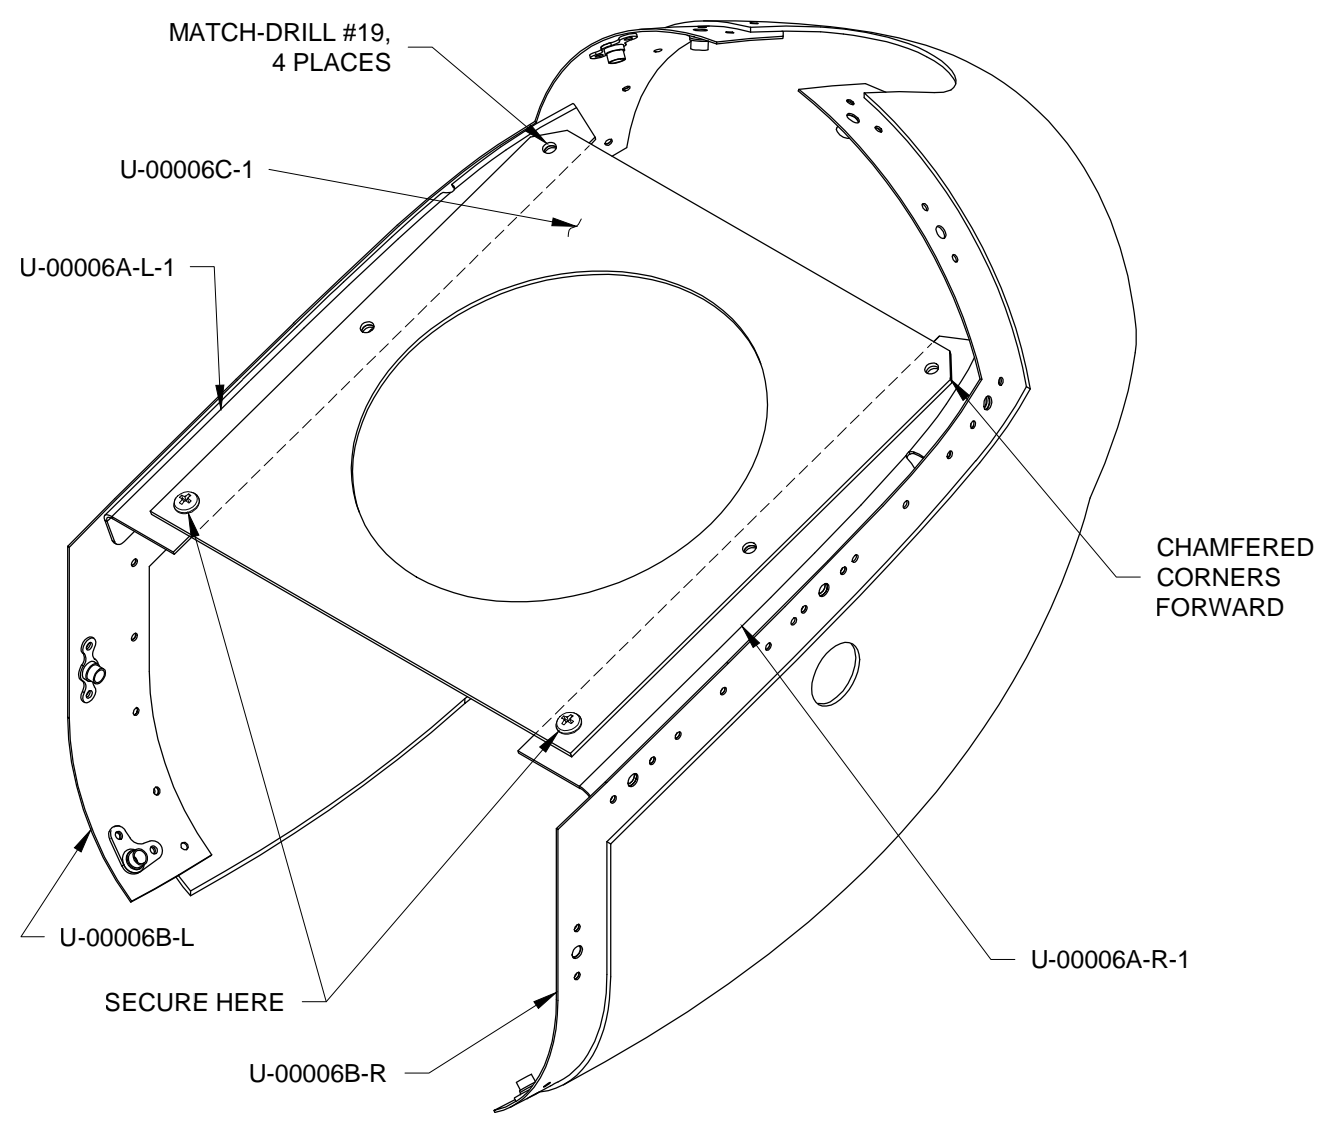 MATCH-DRILL #19,
4 PLACES
U-00006C-1
U-00006A-L-1
CHAMFERED
CORNERS
FORWARD
U-00006B-L
U-00006A-R-1
SECURE HERE
U-00006B-R